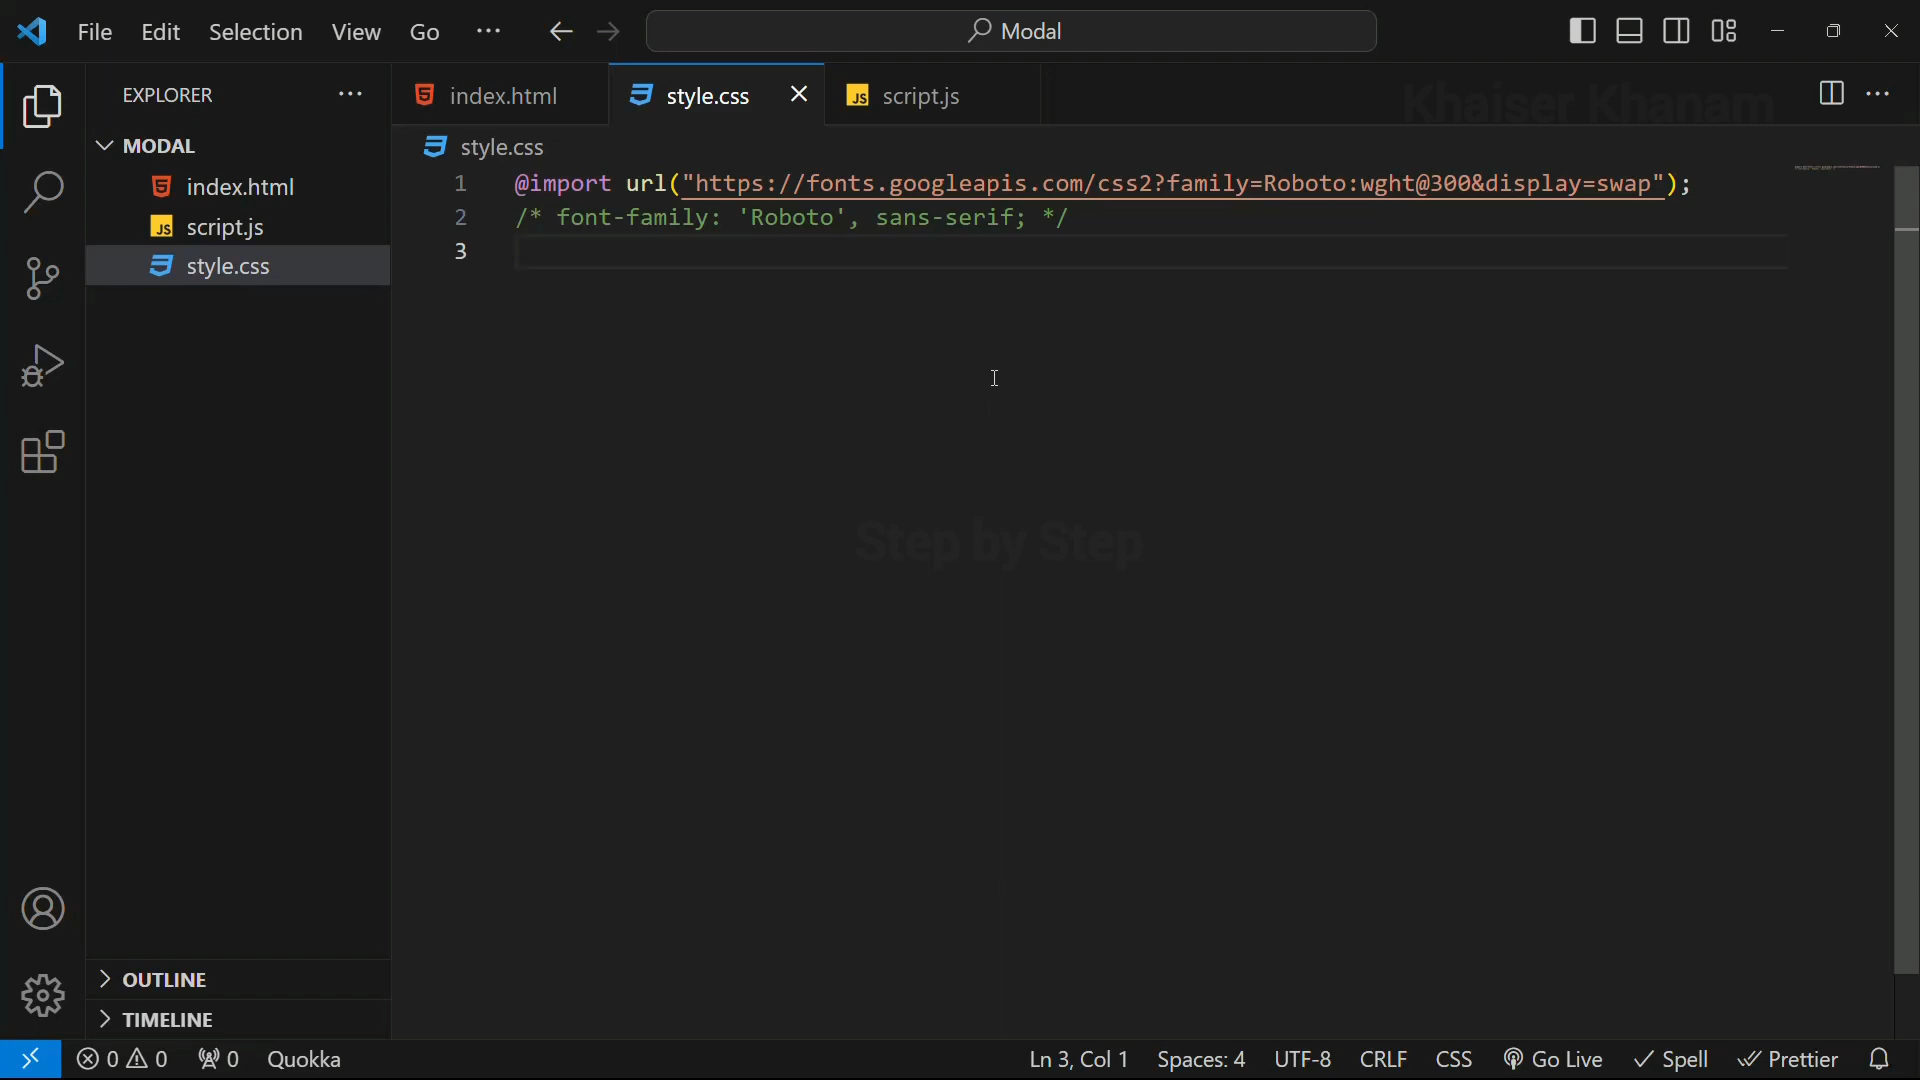 File Edit Selection View Go ··· Modal
EXPLORER ···
index.html style.css script.js
Khaiser Khanam
MODAL
index.html
script.js
style.css
style.css
1 @import url("https://fonts.googleapis.com/css2?family=Roboto:wght@300&display=swap");
2 /* font-family: 'Roboto', sans-serif; */
3
Step by Step
OUTLINE
TIMELINE
0 0 0 Quokka Ln 3, Col 1 Spaces: 4 UTF-8 CRLF CSS Go Live Spell Prettier